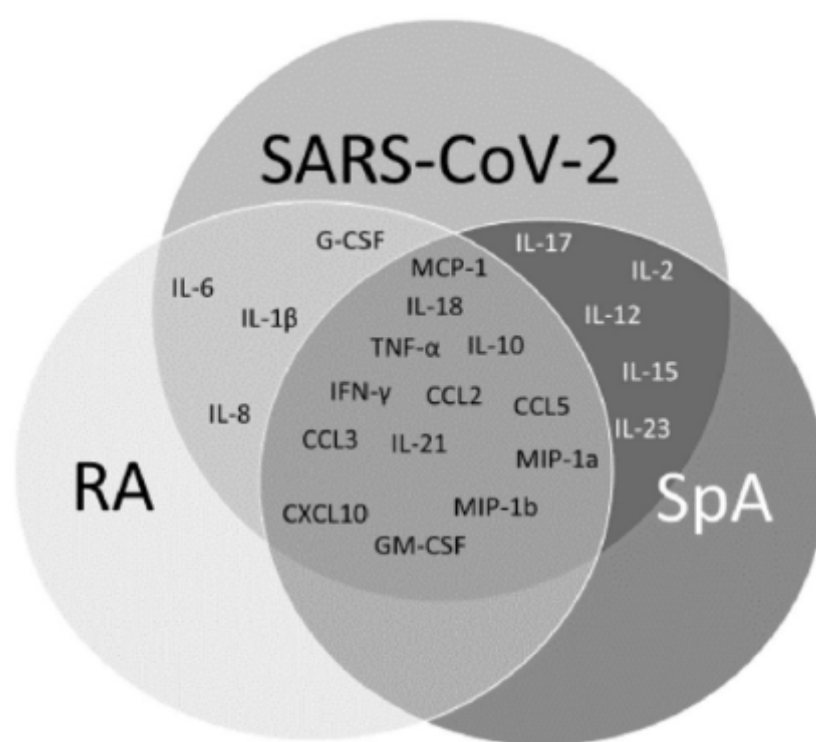 SARS-CoV-2
G-CSF
IL-17
MCP-1
IL-2
IL-6
IL-18
IL-12
IL-1β
TNF-α
IL-10
IL-15
IFN-γ
CCL2
CCL5
IL-8
IL-23
CCL3
IL-21
MIP-1a
RA
SpA
CXCL10
MIP-1b
GM-CSF